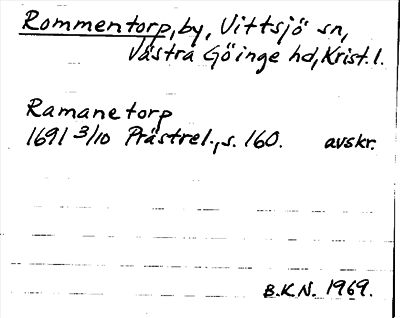 Rommentorp, by, Vittsjö sn,
Västra Göinge hd, Krist. l.
Ramanetorp
1691 3/10 Prästrel., s. 160. avskr.
B.K.N. 1969.